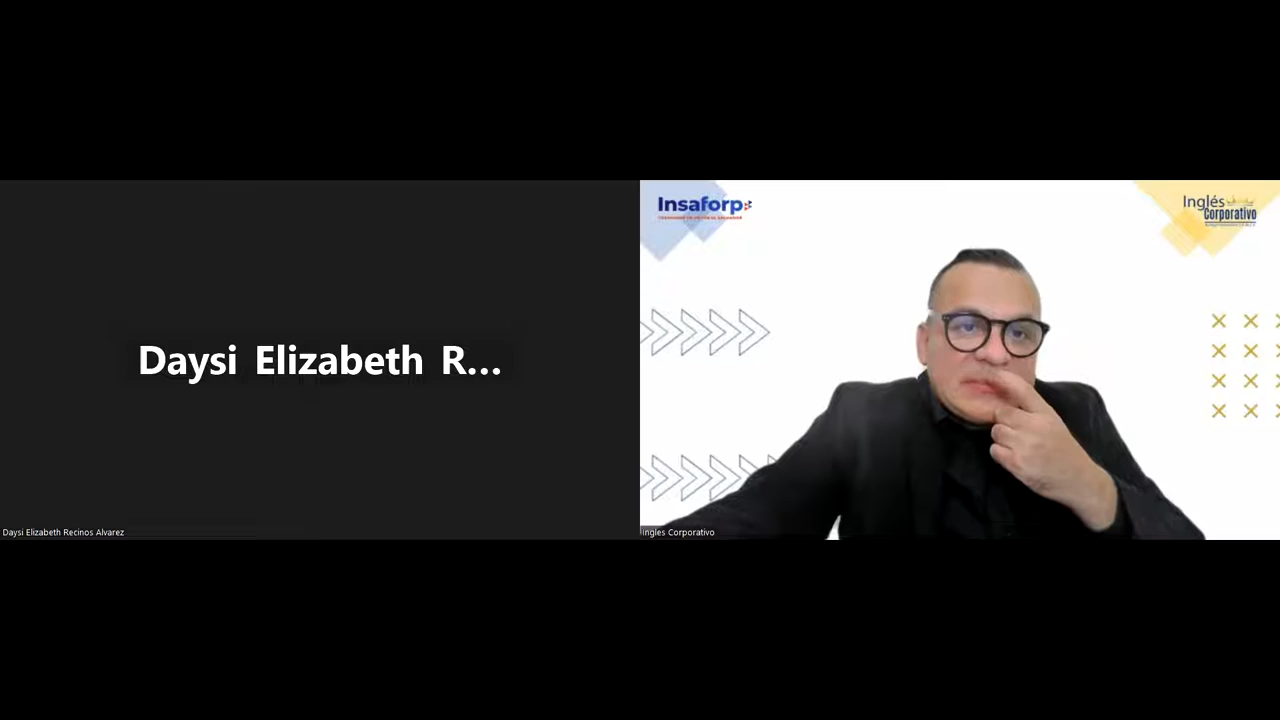 Daysi Elizabeth R...
Daysi Elizabeth Recinos Alvarez
Insaforp
Inglés
Corporativo
Ingles Corporativo